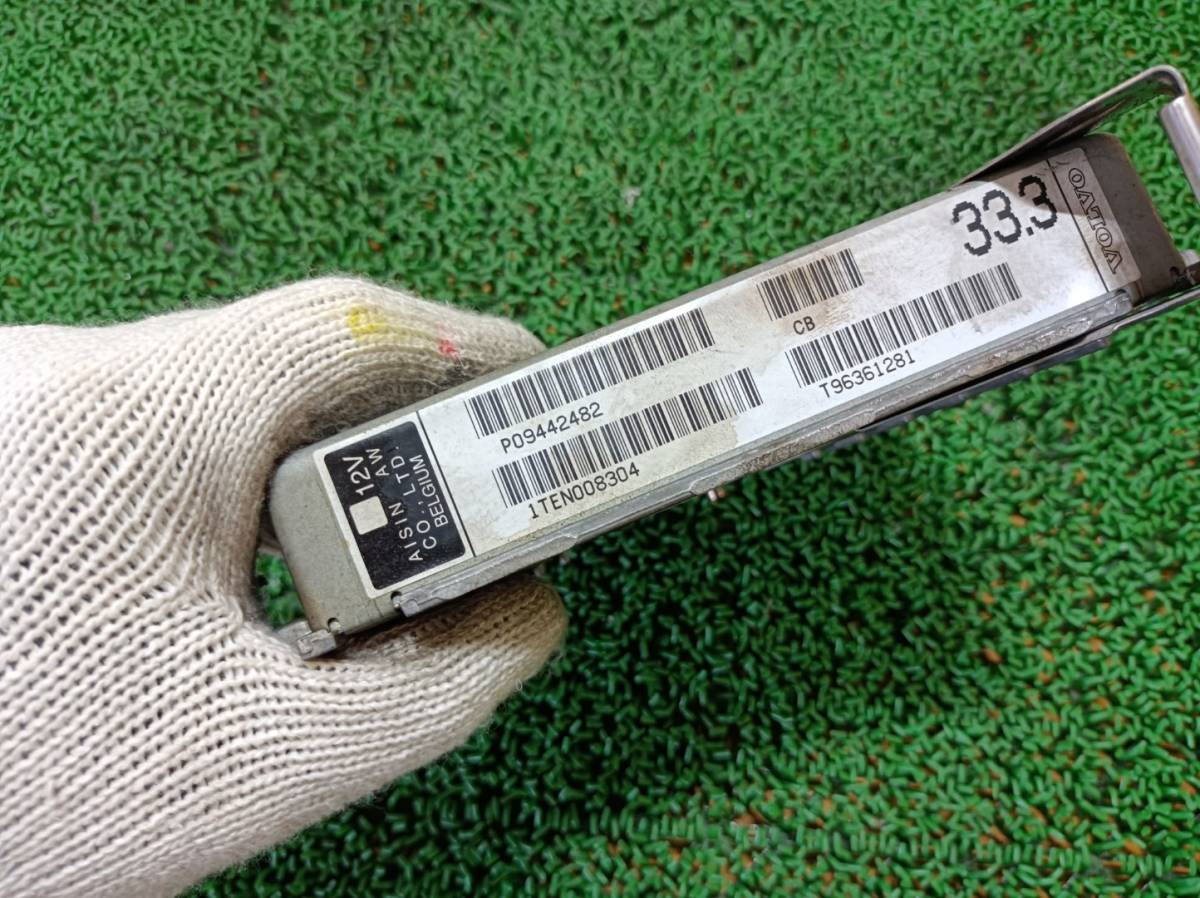 12V
AISIN AW
CO.,LTD.
BELGIUM
P09442482
1TEN008304
CB
T96361281
33.3
VOLVO